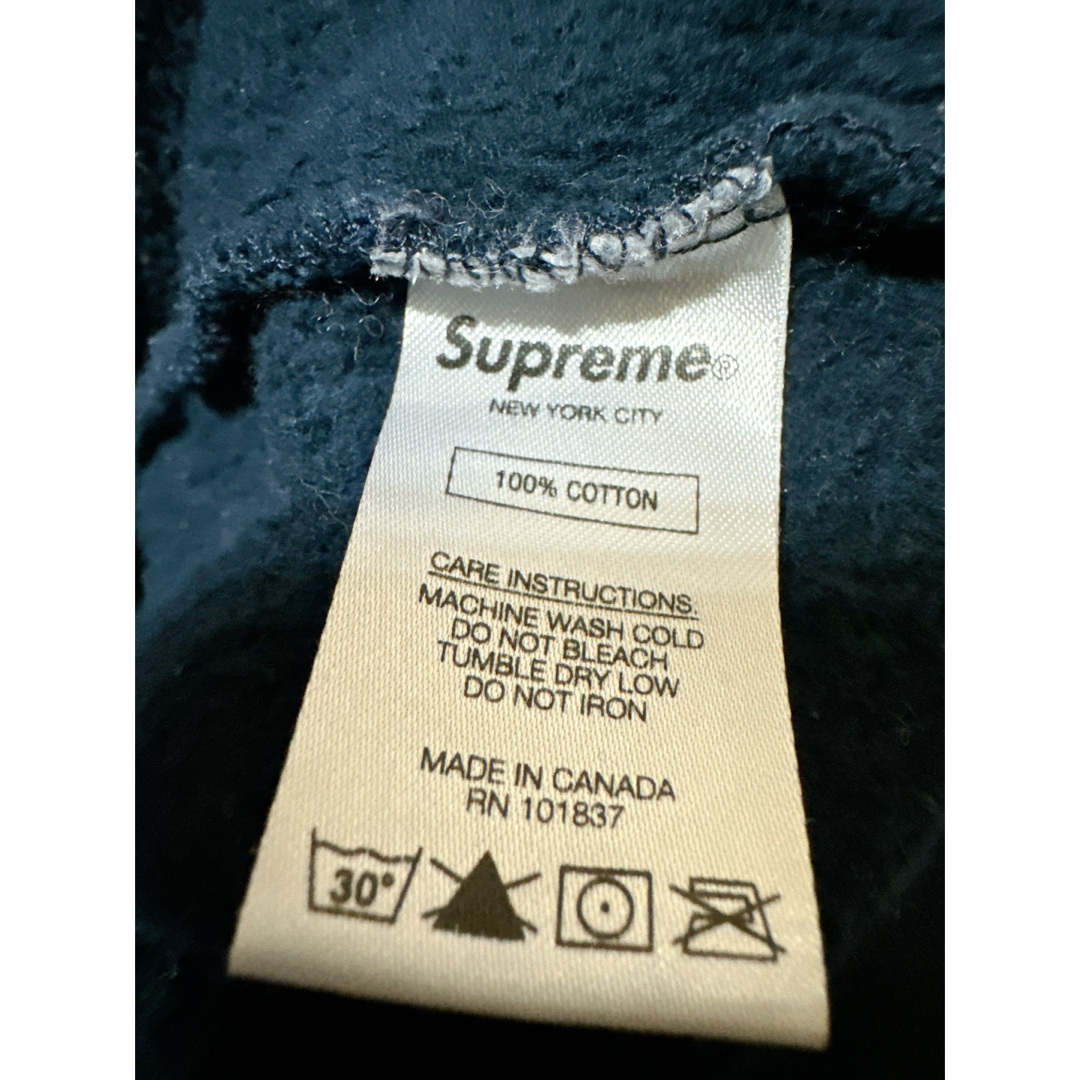 Supreme®
NEW YORK CITY
100% COTTON
CARE INSTRUCTIONS:
MACHINE WASH COLD
DO NOT BLEACH
TUMBLE DRY LOW
DO NOT IRON
MADE IN CANADA
RN 101837
30°